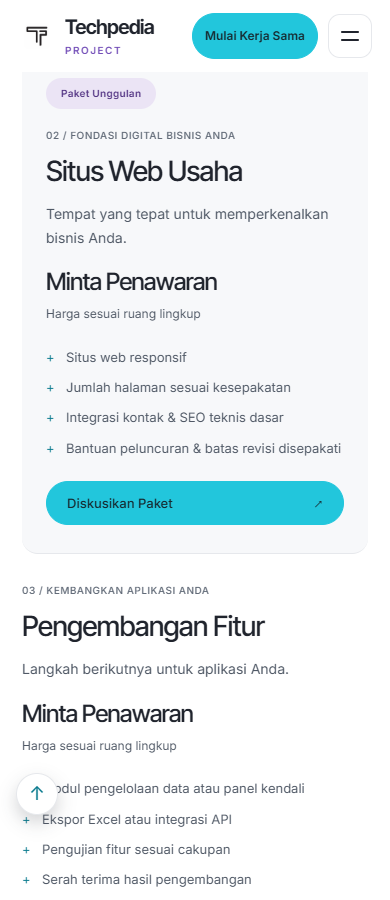 Techpedia
PROJECT
Mulai Kerja Sama
Paket Unggulan
02 / FONDASI DIGITAL BISNIS ANDA
Situs Web Usaha
Tempat yang tepat untuk memperkenalkan
bisnis Anda.
Minta Penawaran
Harga sesuai ruang lingkup
+ Situs web responsif
+ Jumlah halaman sesuai kesepakatan
+ Integrasi kontak & SEO teknis dasar
+ Bantuan peluncuran & batas revisi disepakati
Diskusikan Paket ↗
03 / KEMBANGKAN APLIKASI ANDA
Pengembangan Fitur
Langkah berikutnya untuk aplikasi Anda.
Minta Penawaran
Harga sesuai ruang lingkup
pengelolaan data atau panel kendali
+ Ekspor Excel atau integrasi API
+ Pengujian fitur sesuai cakupan
+ Serah terima hasil pengembangan